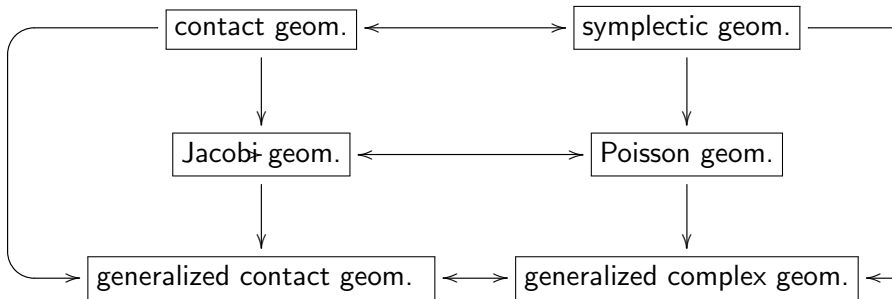 contact geom. symplectic geom.
Jacobi geom. Poisson geom.
generalized contact geom. generalized complex geom.